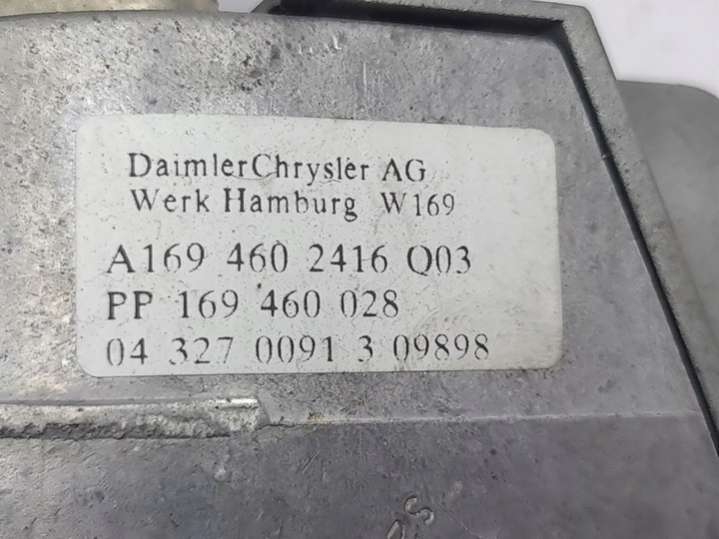 DaimlerChrysler AG
Werk Hamburg W169
A169 460 2416 Q03
PP 169 460 028
04 327 0091 3 09898